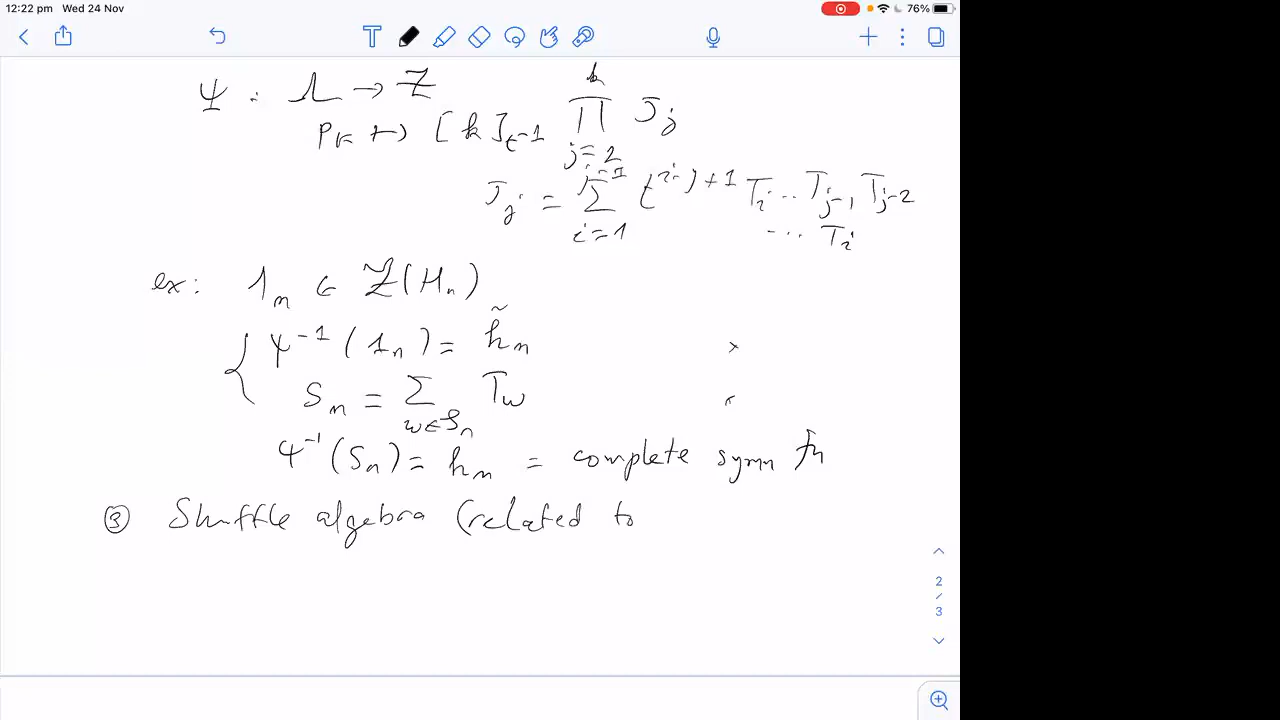 12:22 pm Wed 24 Nov 76%
Ψ : Λ → Z
p_k ↦ [k]_{t^{-1}} ∏_{j=2}^{k} J_j
J_j = ∑_{i=1}^{j-1} t^{i-j+1} T_i ... T_{j-1} T_{j-2}
... T_i
ex: 1_n ∈ Z(H_n)
Ψ^{-1}(1_n) = \tilde{h}_n
S_n = ∑_{w∈S_n} T_w
Ψ^{-1}(S_n) = h_n = complete symm fn
③ Shuffle algebra (related to
2
/
3